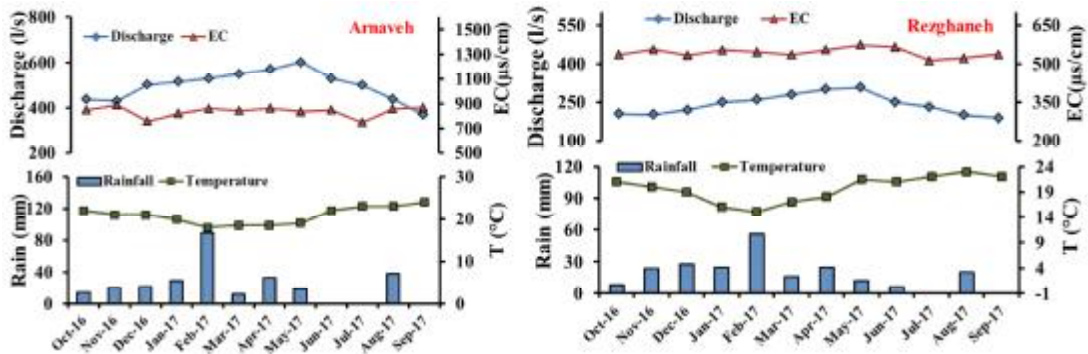 Arnaveh
Discharge EC
Discharge (l/s)
800
600
400
200
EC(µs/cm)
1500
1300
1100
900
700
500
Rainfall Temperature
Rain (mm)
160
120
80
40
0
T (°C)
30
20
10
0
Oct-16 Nov-16 Dec-16 Jan-17 Feb-17 Mar-17 Apr-17 May-17 Jun-17 Jul-17 Aug-17 Sep-17
Rezghaneh
Discharge EC
Discharge (l/s)
550
400
250
100
EC(µs/cm)
650
500
350
200
Rainfall Temperature
Rain (mm)
120
90
60
30
0
T (°C)
24
19
14
9
4
-1
Oct-16 Nov-16 Dec-16 Jan-17 Feb-17 Mar-17 Apr-17 May-17 Jun-17 Jul-17 Aug-17 Sep-17